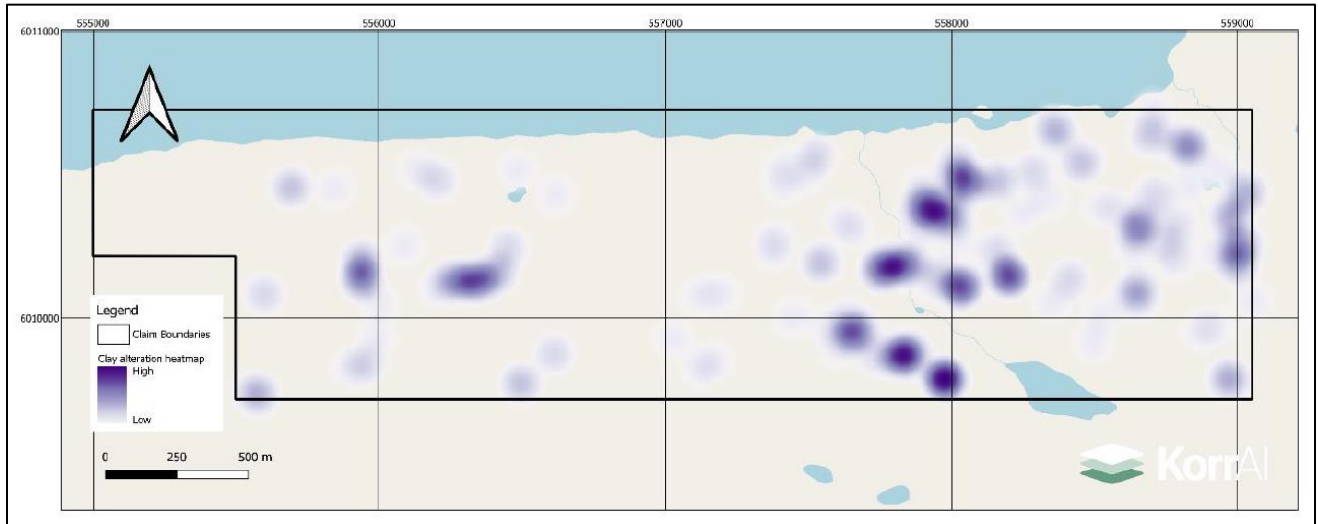 555000
556000
557000
558000
559000
6011000
6010000
Legend
Claim Boundaries
Clay alteration heatmap
High
Low
0 250 500 m
KorrAI